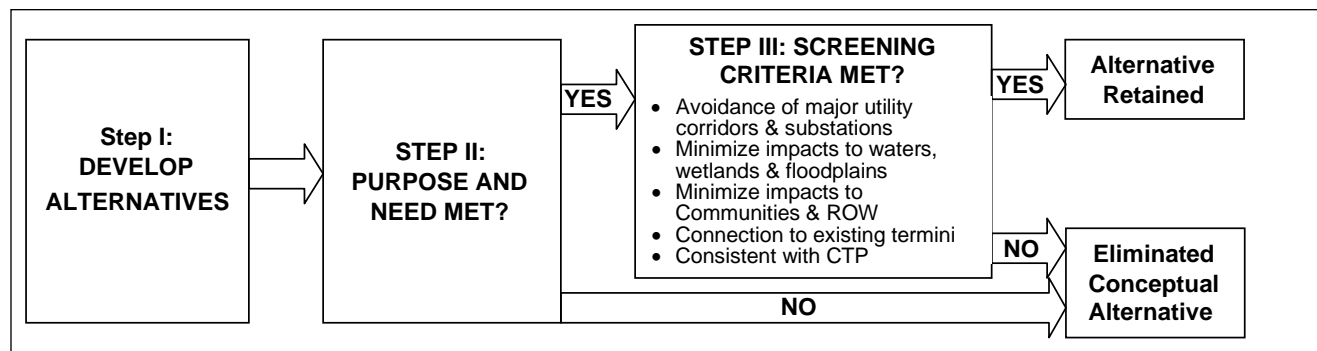 Step I:
DEVELOP
ALTERNATIVES
STEP II:
PURPOSE AND
NEED MET?
YES
STEP III: SCREENING
CRITERIA MET?
• Avoidance of major utility
corridors & substations
• Minimize impacts to waters,
wetlands & floodplains
• Minimize impacts to
Communities & ROW
• Connection to existing termini
• Consistent with CTP
YES
Alternative
Retained
NO
NO
Eliminated
Conceptual
Alternative